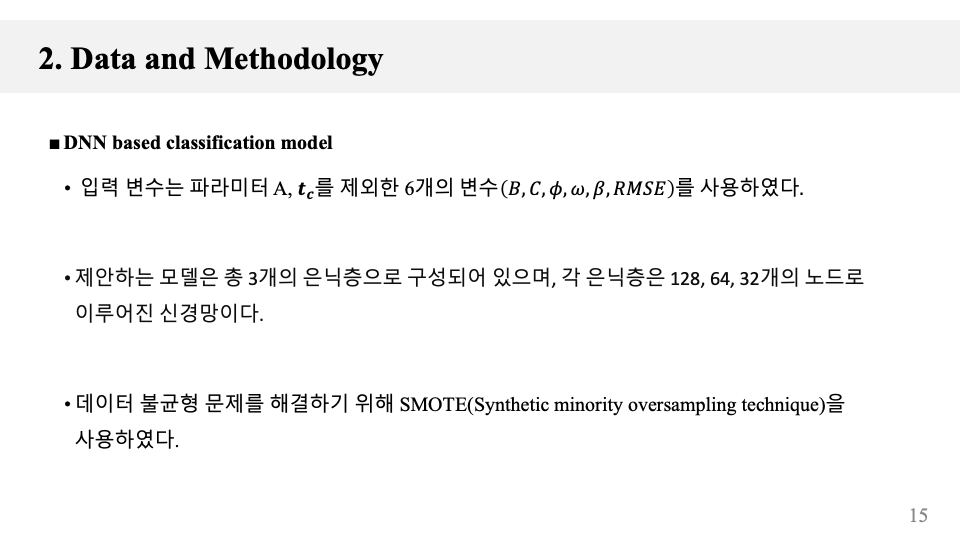 2. Data and Methodology
■ DNN based classification model
• 입력 변수는 파라미터 A, 𝒕𝒄를 제외한 6개의 변수(𝐵, 𝐶, 𝜙, 𝜔, 𝛽, 𝑅𝑀𝑆𝐸)를 사용하였다.
• 제안하는 모델은 총 3개의 은닉층으로 구성되어 있으며, 각 은닉층은 128, 64, 32개의 노드로
이루어진 신경망이다.
• 데이터 불균형 문제를 해결하기 위해 SMOTE(Synthetic minority oversampling technique)을
사용하였다.
15